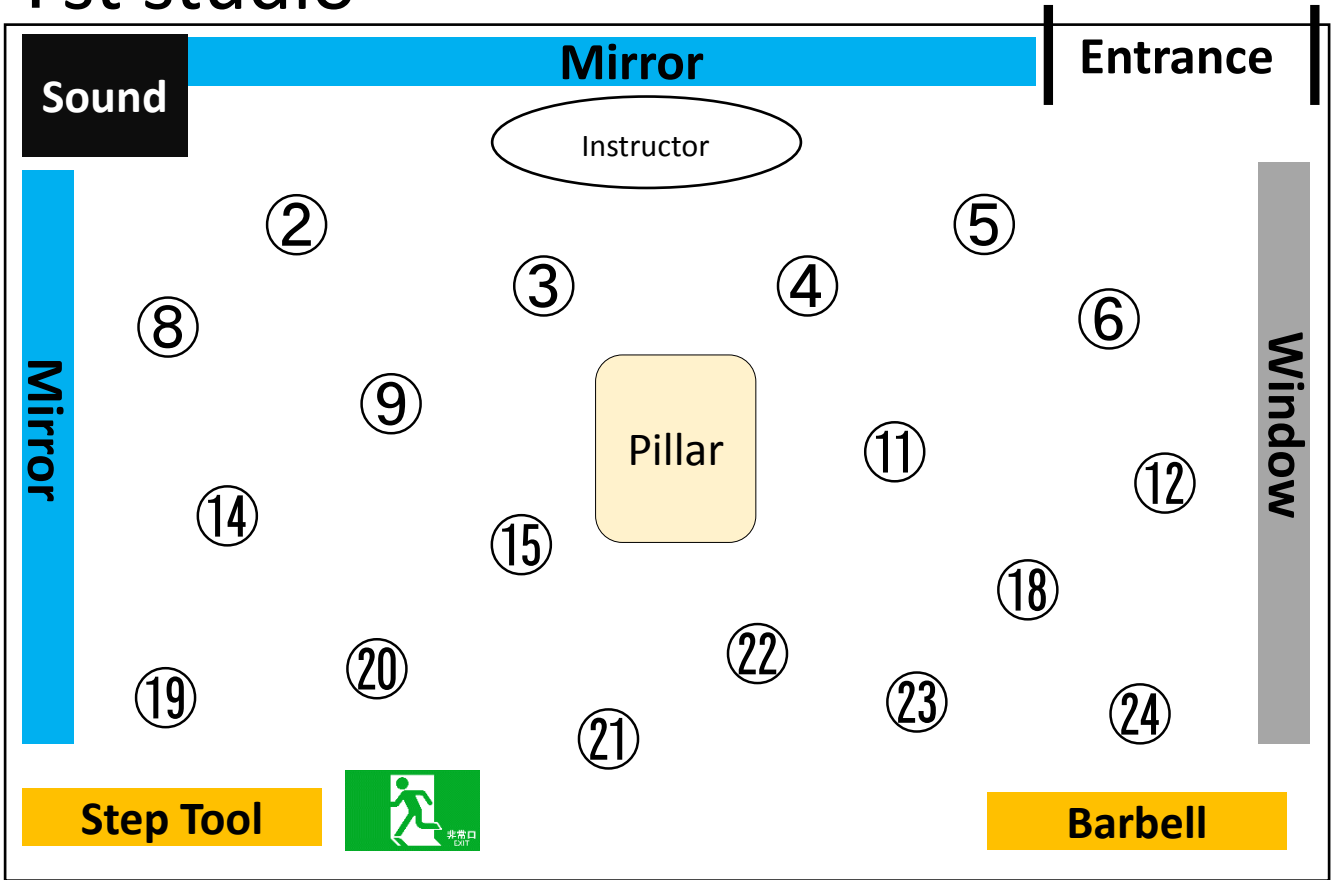 Mirror
Entrance
Sound
Instructor
②
⑤
③
④
⑥
⑧
Mirror
Window
⑨
Pillar
⑪
⑫
⑭
⑮
⑱
㉒
⑳
⑲
㉓
㉔
㉑
Step Tool
非常口
EXIT
Barbell